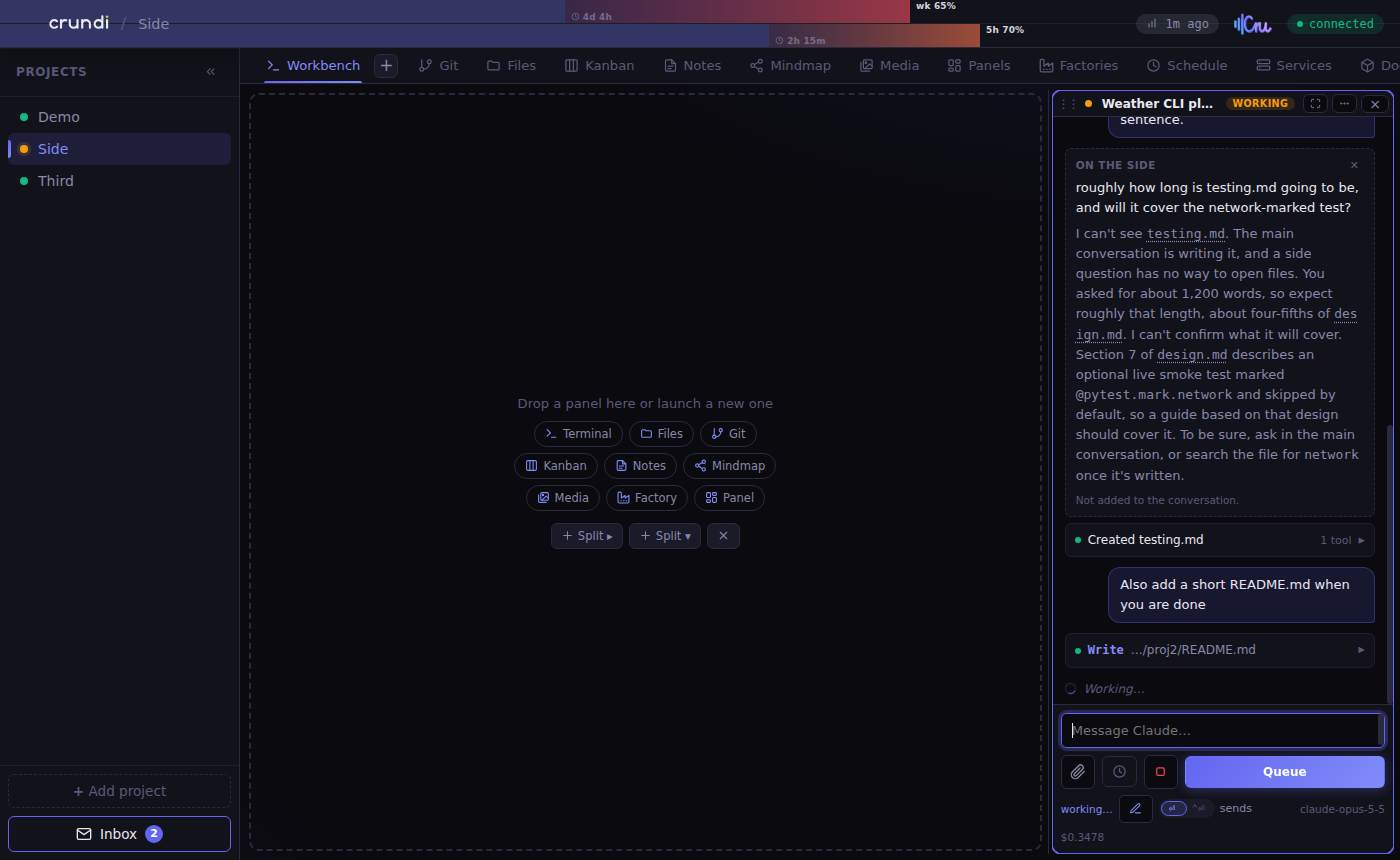 crundi / Side
4d 4h
wk 65%
2h 15m
5h 70%
1m ago
connected
PROJECTS «
Demo
Side
Third
+ Add project
Inbox 2
Workbench + Git Files Kanban Notes Mindmap Media Panels Factories Schedule Services Do
Drop a panel here or launch a new one
Terminal Files Git
Kanban Notes Mindmap
Media Factory Panel
+ Split ▸ + Split ▾ ×
Weather CLI pl… WORKING
sentence.
ON THE SIDE ×
roughly how long is testing.md going to be,
and will it cover the network-marked test?
I can't see testing.md. The main
conversation is writing it, and a side
question has no way to open files. You
asked for about 1,200 words, so expect
roughly that length, about four-fifths of des
ign.md. I can't confirm what it will cover.
Section 7 of design.md describes an
optional live smoke test marked
@pytest.mark.network and skipped by
default, so a guide based on that design
should cover it. To be sure, ask in the main
conversation, or search the file for network
once it's written.
Not added to the conversation.
Created testing.md 1 tool ▸
Also add a short README.md when
you are done
Write …/proj2/README.md ▸
Working…
Message Claude…
Queue
working… sends claude-opus-5-5
$0.3478